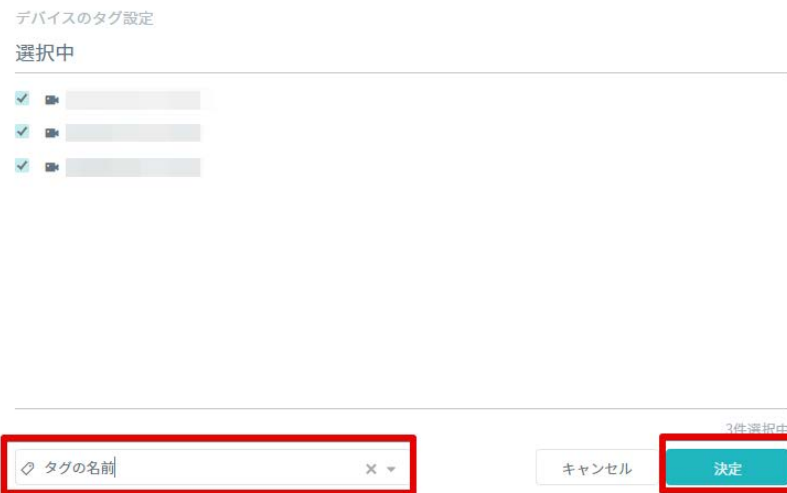 デバイスのタグ設定
選択中
3件選択中
タグの名前
キャンセル
決定